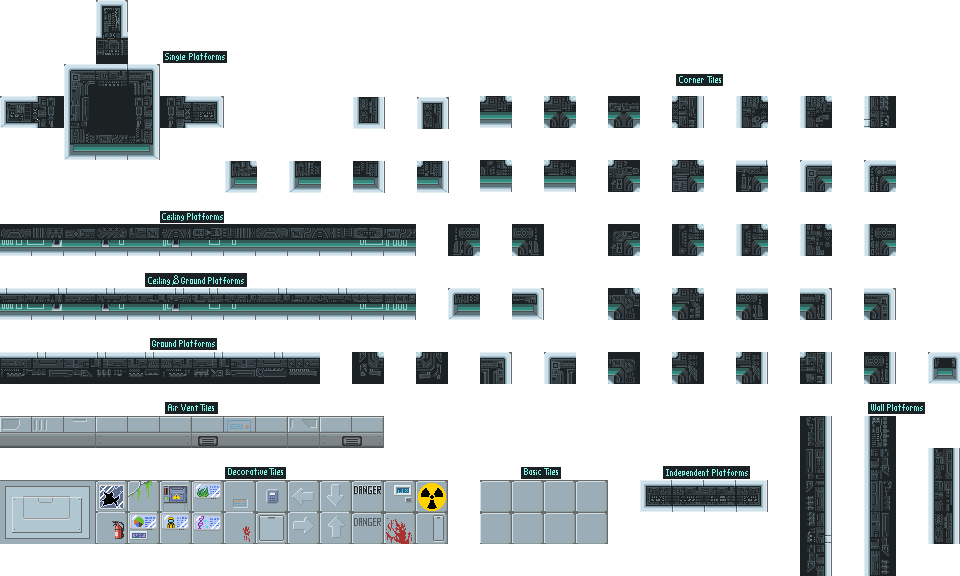 Single Platforms
Corner Tiles
Ceiling Platforms
Ceiling & Ground Platforms
Ground Platforms
Air Vent Tiles
Wall Platforms
Decorative Tiles
Basic Tiles
Independent Platforms
DANGER
DANGER